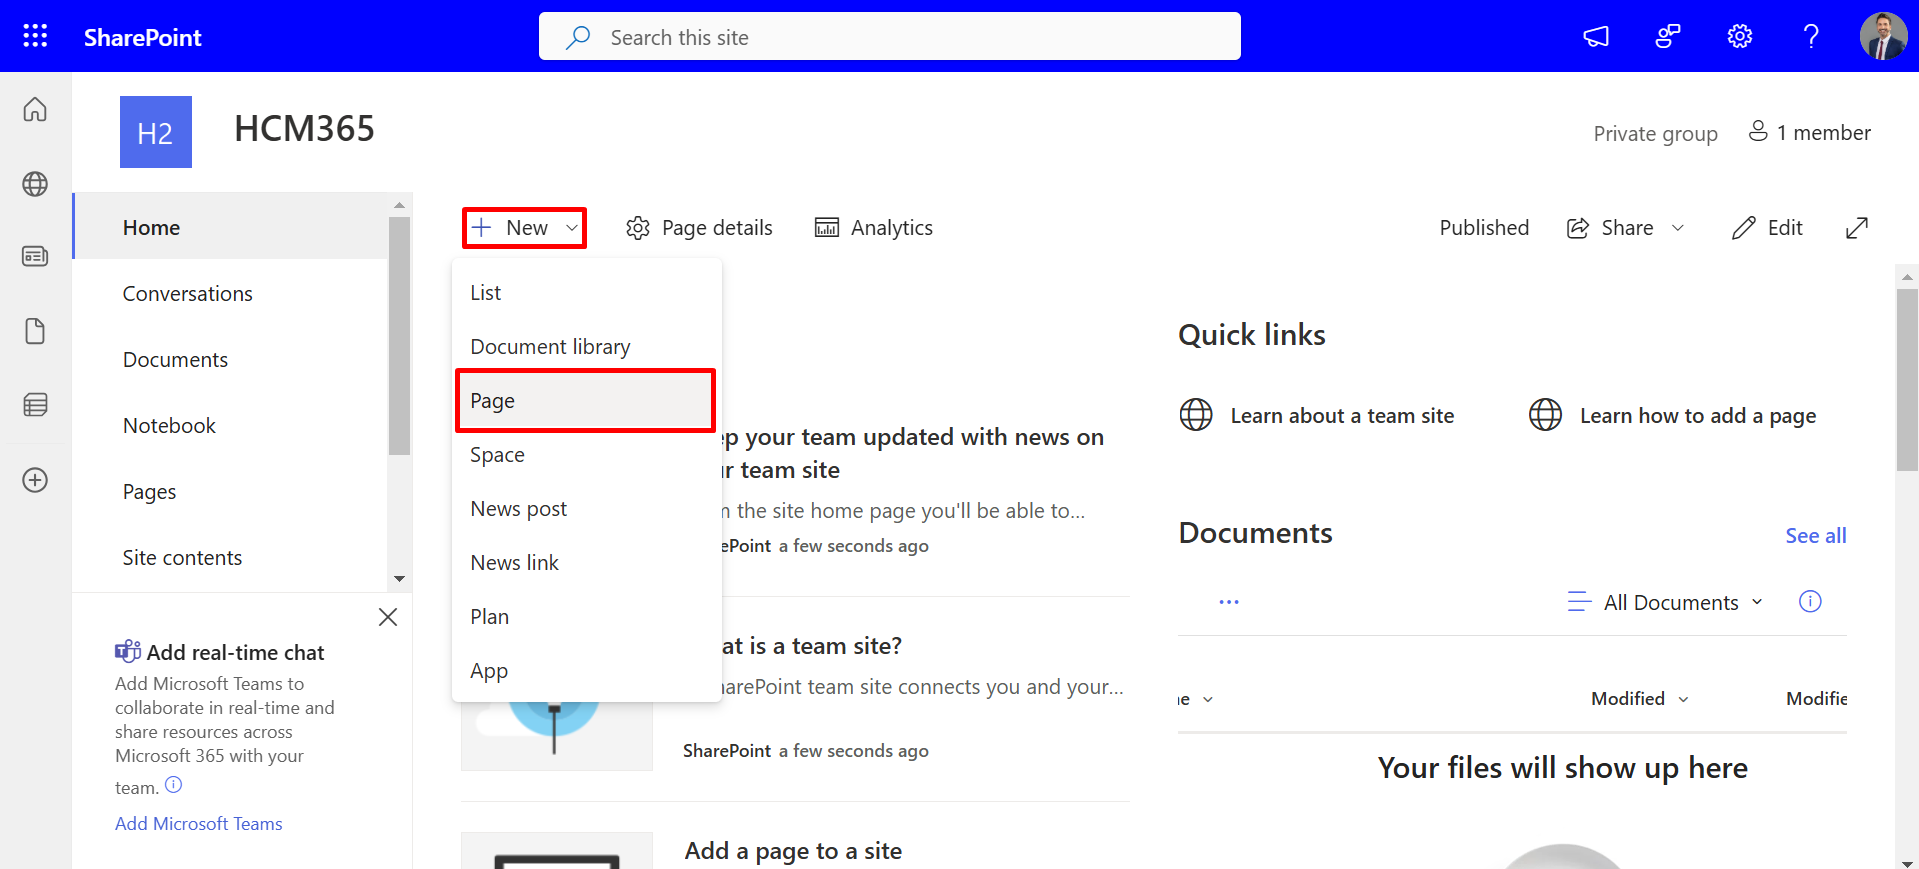 SharePoint
Search this site
H2
HCM365
Private group
1 member
Home
Conversations
Documents
Notebook
Pages
Site contents
New
Page details
Analytics
Published
Share
Edit
List
Document library
Page
Space
News post
News link
Plan
App
your team updated with news on
team site
the site home page you'll be able to...
a few seconds ago
is a team site?
team site connects you and your...
SharePoint a few seconds ago
Add a page to a site
Quick links
Learn about a team site
Learn how to add a page
Documents
See all
All Documents
Modified
Your files will show up here
Add real-time chat
Add Microsoft Teams to
collaborate in real-time and
share resources across
Microsoft 365 with your
team.
Add Microsoft Teams